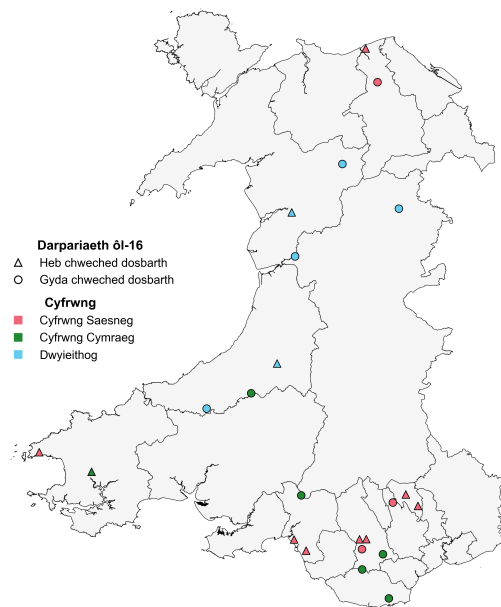 Darpariaeth ôl-16
Heb chweched dosbarth
Gyda chweched dosbarth
Cyfrwng
Cyfrwng Saesneg
Cyfrwng Cymraeg
Dwyieithog